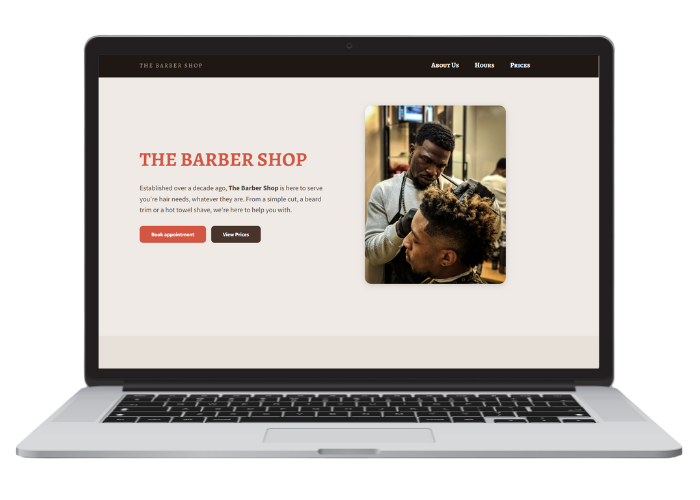 THE BARBER SHOP
About Us Hours Prices
THE BARBER SHOP
Established over a decade ago, The Barber Shop is here to serve
you're hair needs, whatever they are. From a simple cut, a beard
trim or a hot towel shave, we're here to help you with.
Book appointment View Prices